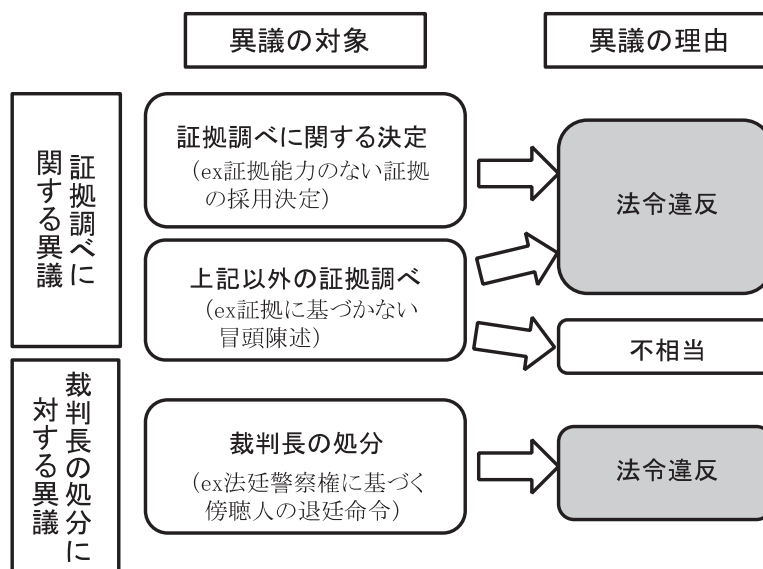 異議の対象
異議の理由
証拠調べに
関する異議
証拠調べに関する決定
（ex証拠能力のない証拠
の採用決定）
法令違反
上記以外の証拠調べ
（ex証拠に基づかない
冒頭陳述）
不相当
裁判長の処分に
対する異議
裁判長の処分
（ex法廷警察権に基づく
傍聴人の退廷命令）
法令違反